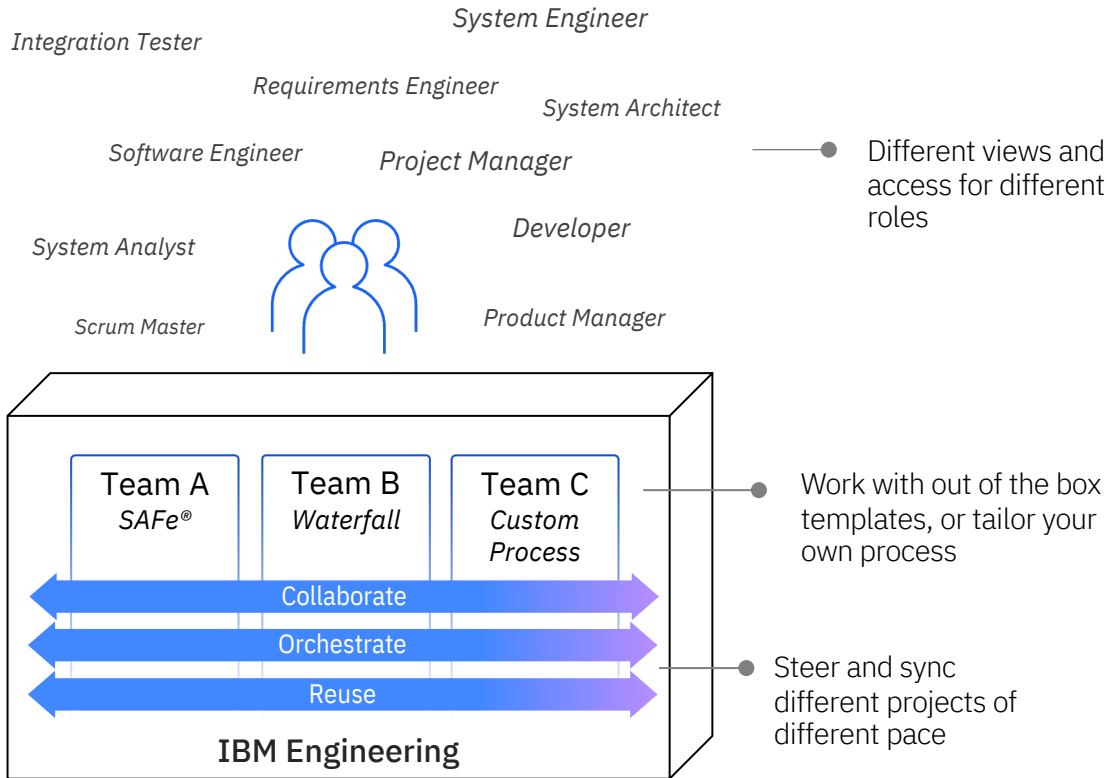 System Engineer
Integration Tester
Requirements Engineer
System Architect
Software Engineer
Project Manager
Different views and
access for different
roles
Developer
System Analyst
Product Manager
Scrum Master
Team A
SAFe®
Team B
Waterfall
Team C
Custom
Process
Work with out of the box
templates, or tailor your
own process
Collaborate
Orchestrate
Reuse
Steer and sync
different projects of
different pace
IBM Engineering